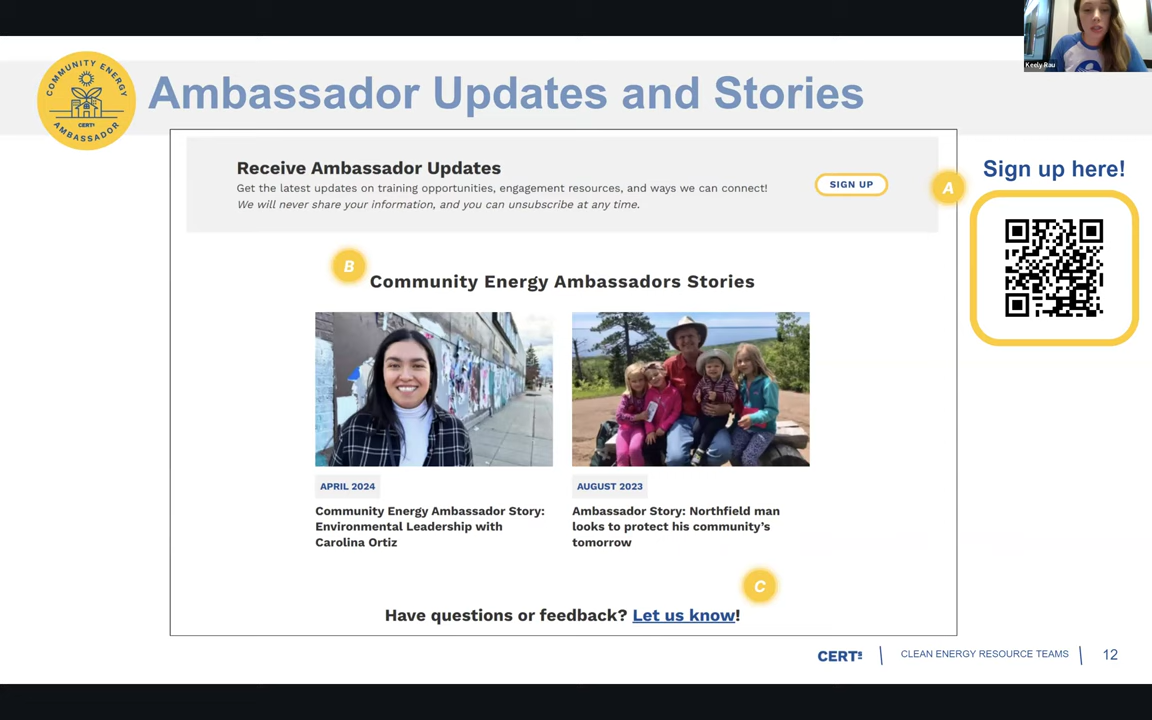 Keely Rau
COMMUNITY ENERGY
CERTs
AMBASSADOR
Ambassador Updates and Stories
Receive Ambassador Updates
Get the latest updates on training opportunities, engagement resources, and ways we can connect!
We will never share your information, and you can unsubscribe at any time.
SIGN UP
A
Sign up here!
B
Community Energy Ambassadors Stories
APRIL 2024
Community Energy Ambassador Story:
Environmental Leadership with
Carolina Ortiz
AUGUST 2023
Ambassador Story: Northfield man
looks to protect his community’s
tomorrow
C
Have questions or feedback? Let us know!
CERTs
CLEAN ENERGY RESOURCE TEAMS
12